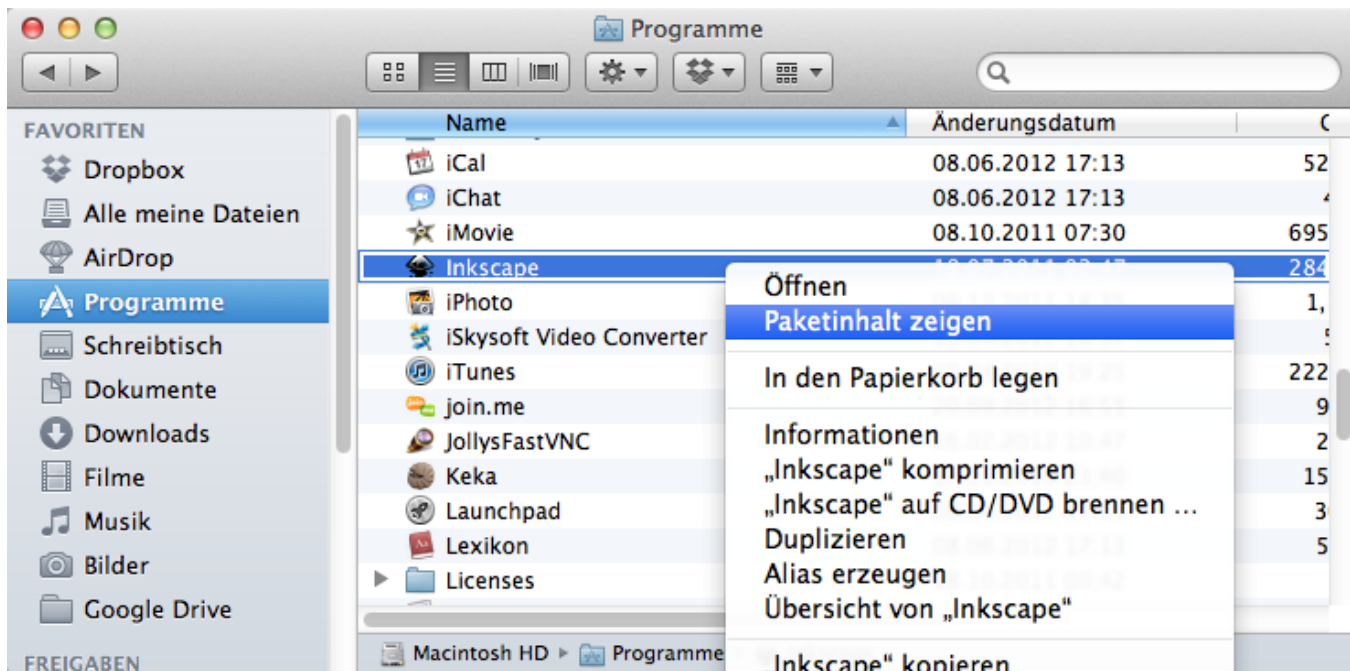 Programme
FAVORITEN
Dropbox
Alle meine Dateien
AirDrop
Programme
Schreibtisch
Dokumente
Downloads
Filme
Musik
Bilder
Google Drive
FREIGABEN
Name Änderungsdatum
iCal 08.06.2012 17:13 52
iChat 08.06.2012 17:13
iMovie 08.10.2011 07:30 695
Inkscape 284
iPhoto 1,
iSkysoft Video Converter
iTunes 222
join.me 9
JollysFastVNC 2
Keka 15
Launchpad 3
Lexikon 5
Licenses
Öffnen
Paketinhalt zeigen
In den Papierkorb legen
Informationen
„Inkscape“ komprimieren
„Inkscape“ auf CD/DVD brennen ...
Duplizieren
Alias erzeugen
Übersicht von „Inkscape“
„Inkscape“ kopieren
Macintosh HD ▸ Programme